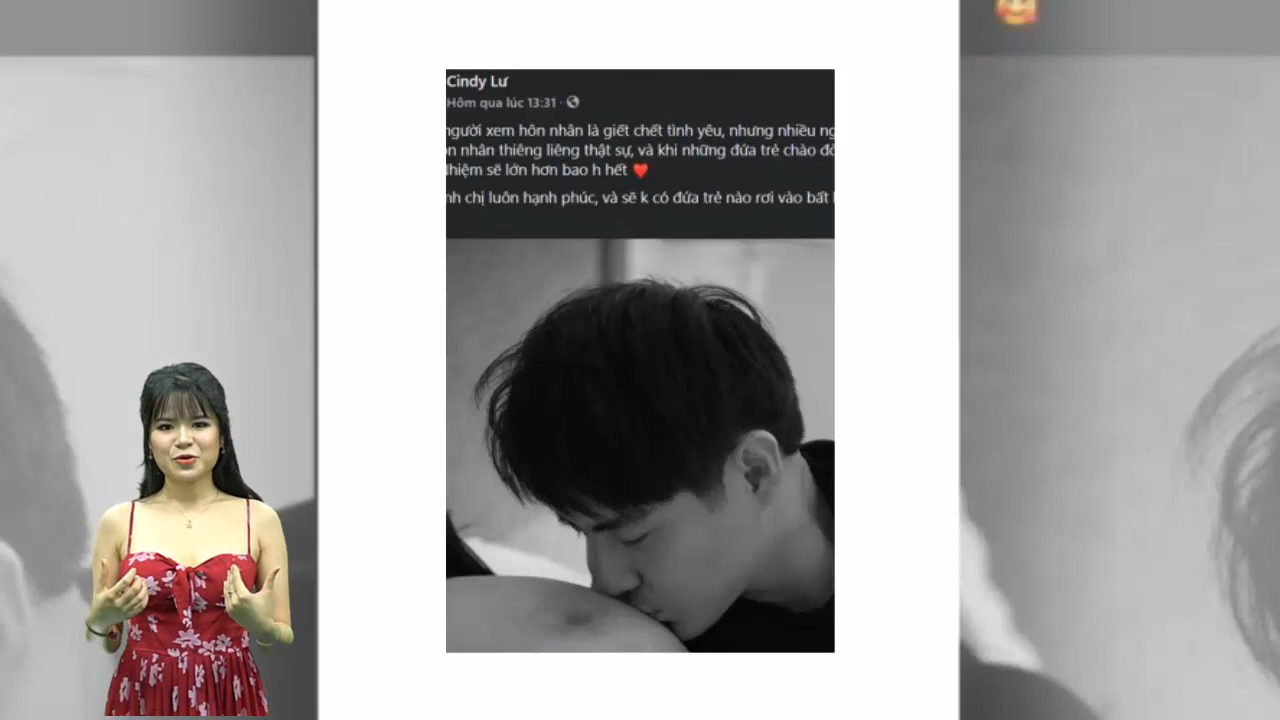 Cindy Lư
Hôm qua lúc 13:31 ·
người xem hôn nhân là giết chết tình yêu, nhưng nhiều ng
n nhân thiêng liêng thật sự, và khi những đứa trẻ chào đờ
hiệm sẽ lớn hơn bao h hết ❤️
nh chị luôn hạnh phúc, và sẽ k có đứa trẻ nào rơi vào bất